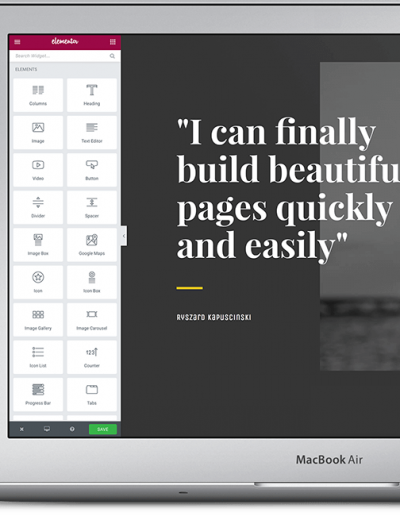 elementor
Search Widget...
ELEMENTS
Columns
Heading
Image
Text Editor
Video
Button
Divider
Spacer
Image Box
Google Maps
Icon
Icon Box
Image Gallery
Image Carousel
Icon List
Counter
Progress Bar
Tabs
SAVE
"I can finally
build beautifu
pages quickly
and easily"
Ryszard Kapuscinski
MacBook Air